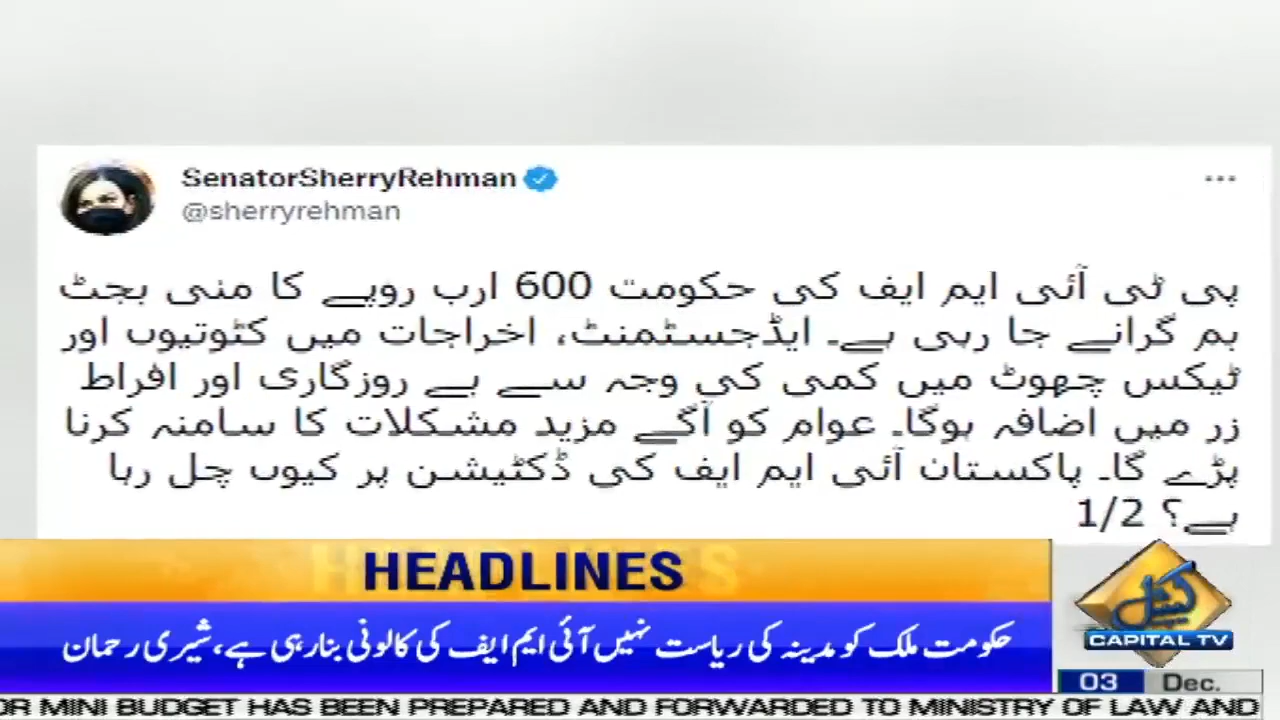 SenatorSherryRehman
@sherryrehman
پی ٹی آئی ایم ایف کی حکومت 600 ارب روپے کا منی بجٹ
بم گرانے جا رہی ہے۔ ایڈجسٹمنٹ، اخراجات میں کٹوتیوں اور
ٹیکس چھوٹ میں کمی کی وجہ سے بے روزگاری اور افراط
زر میں اضافہ ہوگا۔ عوام کو آگے مزید مشکلات کا سامنہ کرنا
پڑے گا۔ پاکستان آئی ایم ایف کی ڈکٹیشن پر کیوں چل رہا
ہے؟ 1/2
HEADLINES
حکومت ملک کو مدینہ کی ریاست نہیں آئی ایم ایف کی کالونی بنا رہی ہے، شیری رحمان
کیپیٹل
CAPITAL TV
03 Dec.
OR MINI BUDGET HAS BEEN PREPARED AND FORWARDED TO MINISTRY OF LAW AND